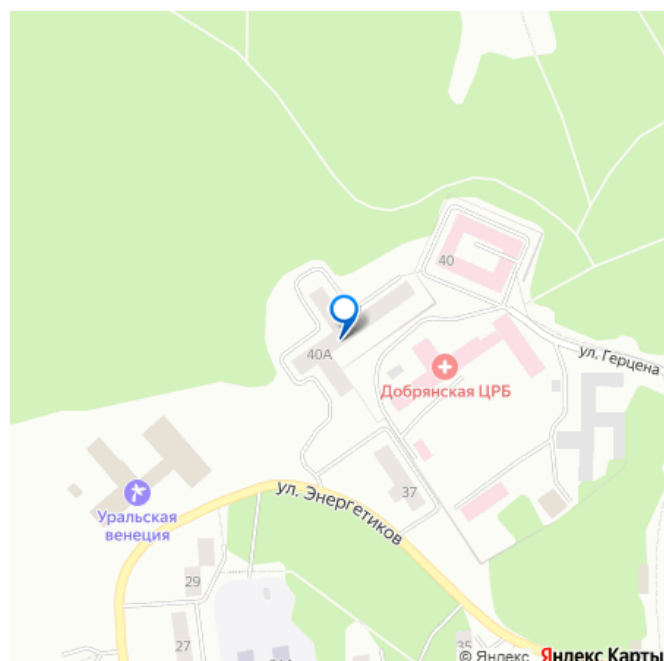 40
ул. Герцена
40А
Добрянская ЦРБ
37
ул. Энергетиков
Уральская
венеция
29
27
35
© Яндекс Яндекс Карты